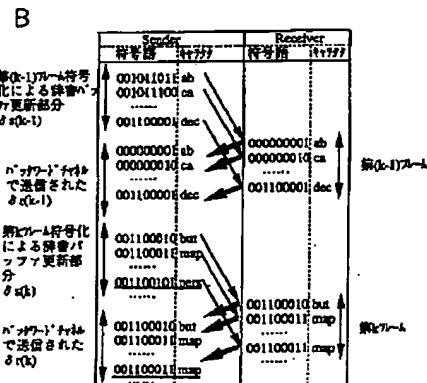 B
Sender
Receiver
符号語 キャラクタ
符号語 キャラクタ
第(k-1)フレーム符号
化による辞書バッ
ファ更新部分
δs(k-1)
001011011 ab
001011100 ca
......
001100001 dec
バックワードチャネル
で送信された
δr(k-1)
000000001 ab
000000010 ca
......
001100001 dec
000000001 ab
000000010 ca
......
001100001 dec
第(k-1)フレーム
第kフレーム符号化
による辞書バ
ッファ更新部
分
δs(k)
001100010 but
001100011 map
......
001100101 pers
......
バックワードチャネル
で送信された
δr(k)
001100010 but
001100011 map
......
001100011 map
001100010 but
001100011 map
......
001100011 map
第kフレーム